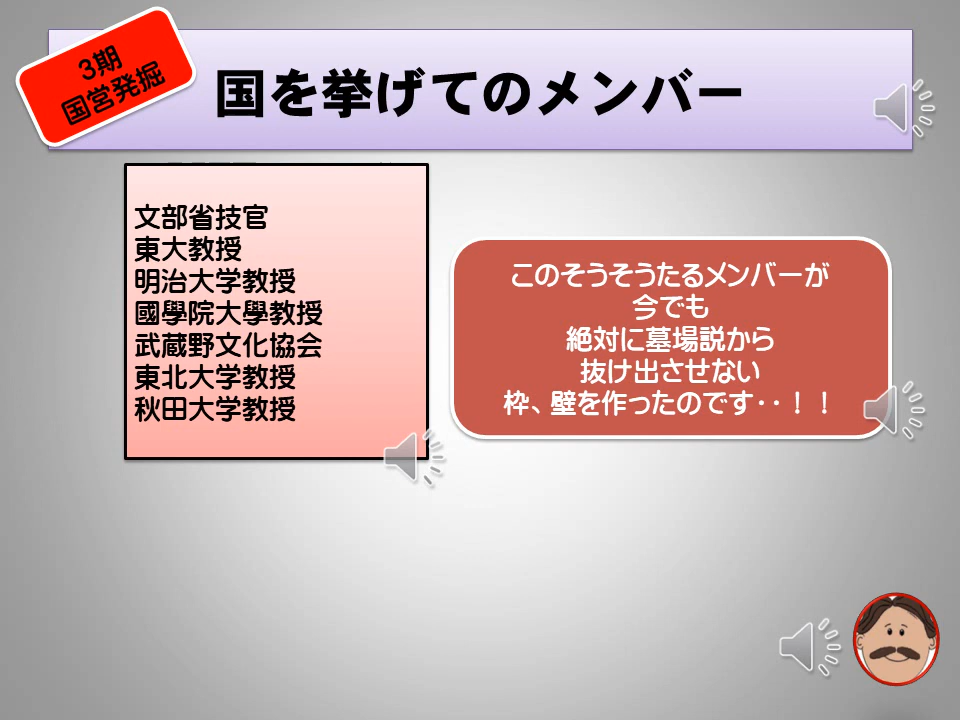 3期
国営発掘
国を挙げてのメンバー
文部省技官
東大教授
明治大学教授
國學院大學教授
武蔵野文化協会
東北大学教授
秋田大学教授
このそうそうたるメンバーが
今でも
絶対に墓場説から
抜け出させない
枠、壁を作ったのです‥！！